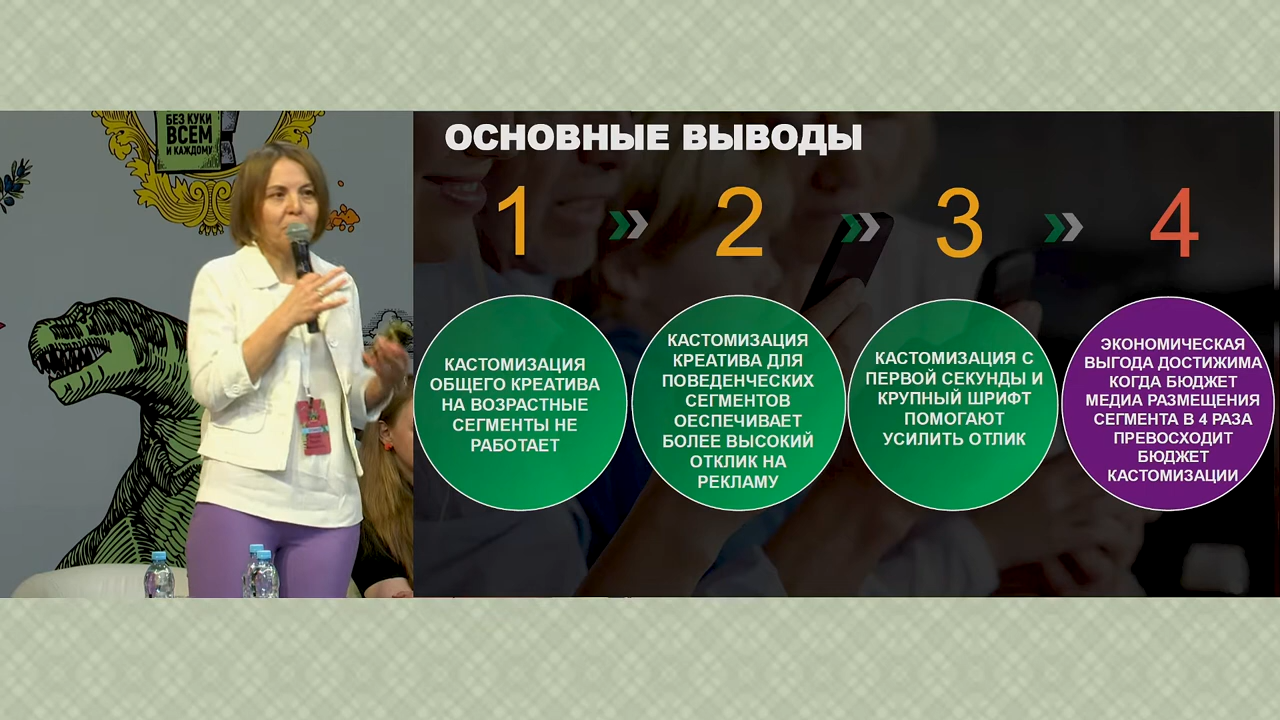 БЕЗ КУКИ
ВСЕМ
И КАЖДОМУ
ОСНОВНЫЕ ВЫВОДЫ
1
2
3
4
КАСТОМИЗАЦИЯ
ОБЩЕГО КРЕАТИВА
НА ВОЗРАСТНЫЕ
СЕГМЕНТЫ НЕ
РАБОТАЕТ
КАСТОМИЗАЦИЯ
КРЕАТИВА ДЛЯ
ПОВЕДЕНЧЕСКИХ
СЕГМЕНТОВ
ОЕСПЕЧИВАЕТ
БОЛЕЕ ВЫСОКИЙ
ОТКЛИК НА
РЕКЛАМУ
КАСТОМИЗАЦИЯ С
ПЕРВОЙ СЕКУНДЫ И
КРУПНЫЙ ШРИФТ
ПОМОГАЮТ
УСИЛИТЬ ОТЛИК
ЭКОНОМИЧЕСКАЯ
ВЫГОДА ДОСТИЖИМА
КОГДА БЮДЖЕТ
МЕДИА РАЗМЕЩЕНИЯ
СЕГМЕНТА В 4 РАЗА
ПРЕВОСХОДИТ
БЮДЖЕТ
КАСТОМИЗАЦИИ